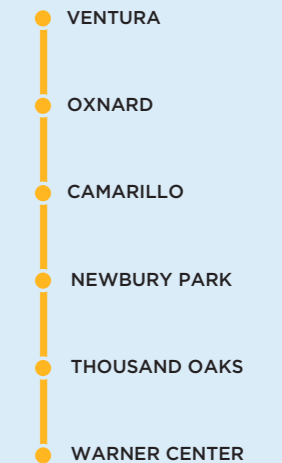 VENTURA
OXNARD
CAMARILLO
NEWBURY PARK
THOUSAND OAKS
WARNER CENTER